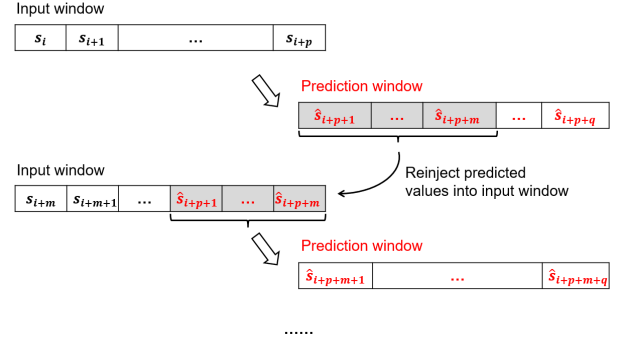 Input window
s_i s_{i+1} ... s_{i+p}
Prediction window
ŝ_{i+p+1} ... ŝ_{i+p+m} ... ŝ_{i+p+q}
Reinject predicted
values into input window
Input window
s_{i+m} s_{i+m+1} ... ŝ_{i+p+1} ... ŝ_{i+p+m}
Prediction window
ŝ_{i+p+m+1} ... ŝ_{i+p+m+q}
......